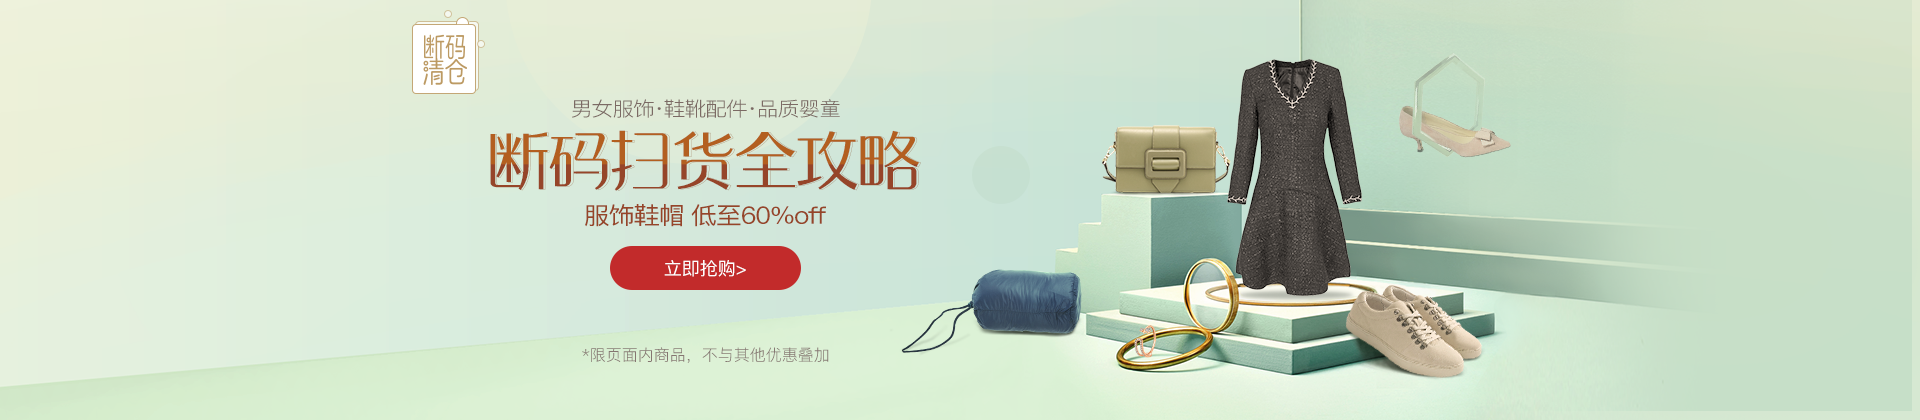 断码
清仓
男女服饰·鞋靴配件·品质婴童
断码扫货全攻略
服饰鞋帽 低至60%off
立即抢购>
*限页面内商品，不与其他优惠叠加